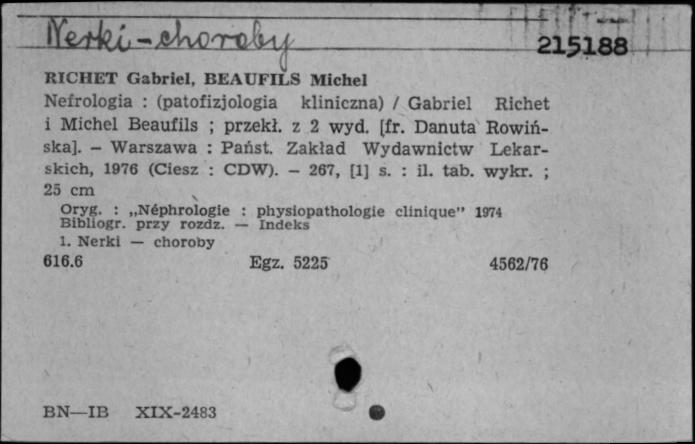 Nerki - choroby
215188
RICHET Gabriel, BEAUFILS Michel
Nefrologia : (patofizjologia kliniczna) / Gabriel Richet
i Michel Beaufils ; przekł. z 2 wyd. [fr. Danuta Rowiń-
ska]. — Warszawa : Państ. Zakład Wydawnictw Lekar-
skich, 1976 (Ciesz : CDW). — 267, [1] s. : il. tab. wykr. ;
25 cm
Oryg. : „Néphrologie : physiopathologie clinique" 1974
Bibliogr. przy rozdz. — Indeks
1. Nerki — choroby
616.6 Egz. 5225 4562/76
BN—IB XIX-2483